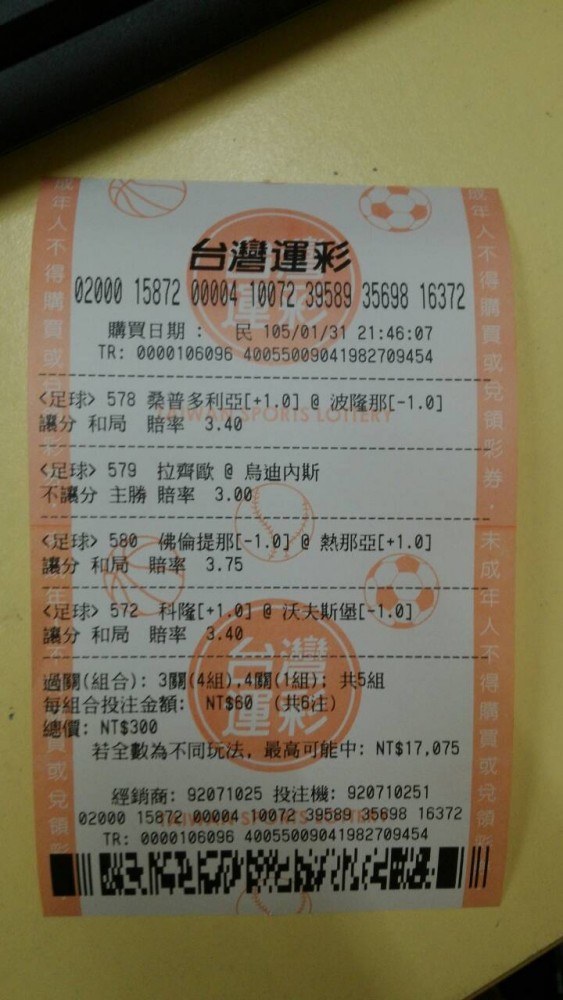 台灣運彩
02000 15872 00004 10072 39589 35698 16372
購買日期： 民 105/01/31 21:46:07
TR: 0000106096 40055009041982709454
<足球> 578 桑普多利亞[+1.0] @ 波隆那[-1.0]
讓分 和局 賠率 3.40
TAIWAN SPORTS LOTTERY
<足球> 579 拉齊歐 @ 烏迪內斯
不讓分 主勝 賠率 3.00
<足球> 580 佛倫提那[-1.0] @ 熱那亞[+1.0]
讓分 和局 賠率 3.75
<足球> 572 科隆[+1.0] @ 沃夫斯堡[-1.0]
讓分 和局 賠率 3.40
台灣運彩
過關(組合): 3關(4組),4關(1組); 共5組
每組合投注金額: NT$60 (共6注)
總價: NT$300
若全數為不同玩法, 最高可能中: NT$17,075
經銷商: 92071025 投注機: 920710251
02000 15872 00004 10072 39589 35698 16372
TR: 0000106096 40055009041982709454
成年人不得購買或兌領彩券．未成年人不得購買或兌領